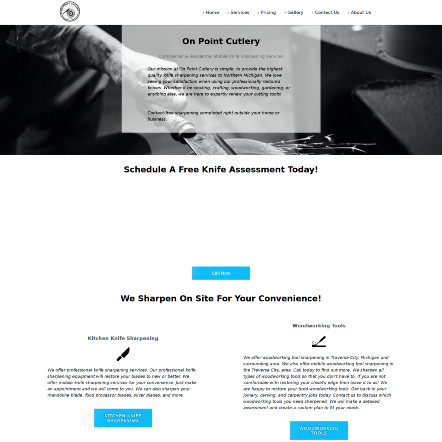 Home
Services
Pricing
Gallery
Contact Us
About Us
On Point Cutlery
Commercial & Residential Mobile Knife Sharpening Services
Our mission at On Point Cutlery is simple: to provide the highest
quality knife sharpening services to Northern Michigan. We love
seeing your satisfaction when using our professionally restored
knives. Whether it be cooking, crafting, woodworking, gardening, or
anything else, we are here to expertly renew your cutting tools!
Contact-free sharpening completed right outside your home or
business.
Schedule A Free Knife Assessment Today!
Call Now
We Sharpen On Site For Your Convenience!
Kitchen Knife Sharpening
We offer professional knife sharpening services. Our professional knife
sharpening equipment will restore your blades to new or better. We
offer mobile knife sharpening services for your convenience. Just make
an appointment and we will come to you. We can also sharpen your
mandoline blade, food processor blades, slicer blades, and more.
KITCHEN KNIFE
SHARPENING
Woodworking Tools
We offer woodworking tool sharpening in Traverse City, Michigan and
surrounding area. We also offer mobile woodworking tool sharpening in
the Traverse City, area. Call today to find out more. We sharpen all
types of woodworking tools so that you don't have to. If you are not
comfortable with restoring your chisel's edge then leave it to us! We
are happy to restore your tired woodworking tools. Get back to your
joinery, carving, and carpentry jobs today. Contact us to discuss which
woodworking tools you need sharpened. We will make a detailed
assessment and create a custom plan to fit your needs.
WOODWORKING
TOOLS